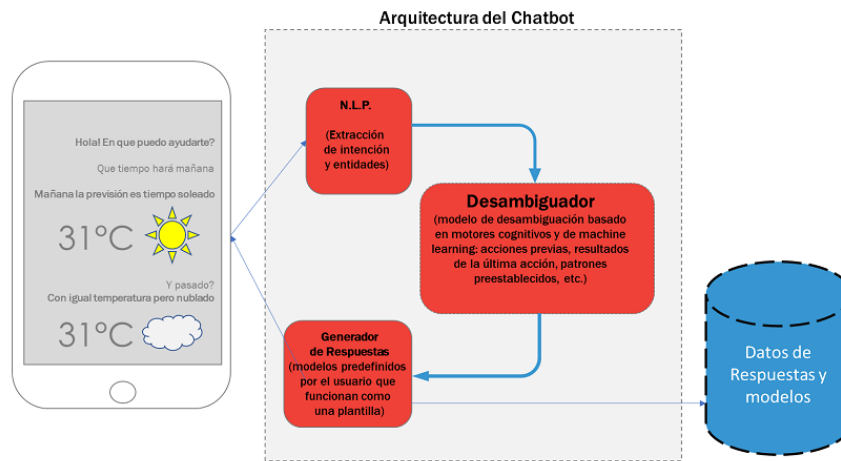 Arquitectura del Chatbot
Hola! En que puedo ayudarte?
Que tiempo hará mañana
Mañana la previsión es tiempo soleado
31°C
Y pasado?
Con igual temperatura pero nublado
31°C
N.L.P.
(Extracción
de intención
y entidades)
Desambiguador
(modelo de desambiguación basado
en motores cognitivos y de machine
learning: acciones previas, resultados
de la última acción, patrones
preestablecidos, etc.)
Generador
de Respuestas
(modelos predefinidos
por el usuario que
funcionan como
una plantilla)
Datos de
Respuestas y
modelos